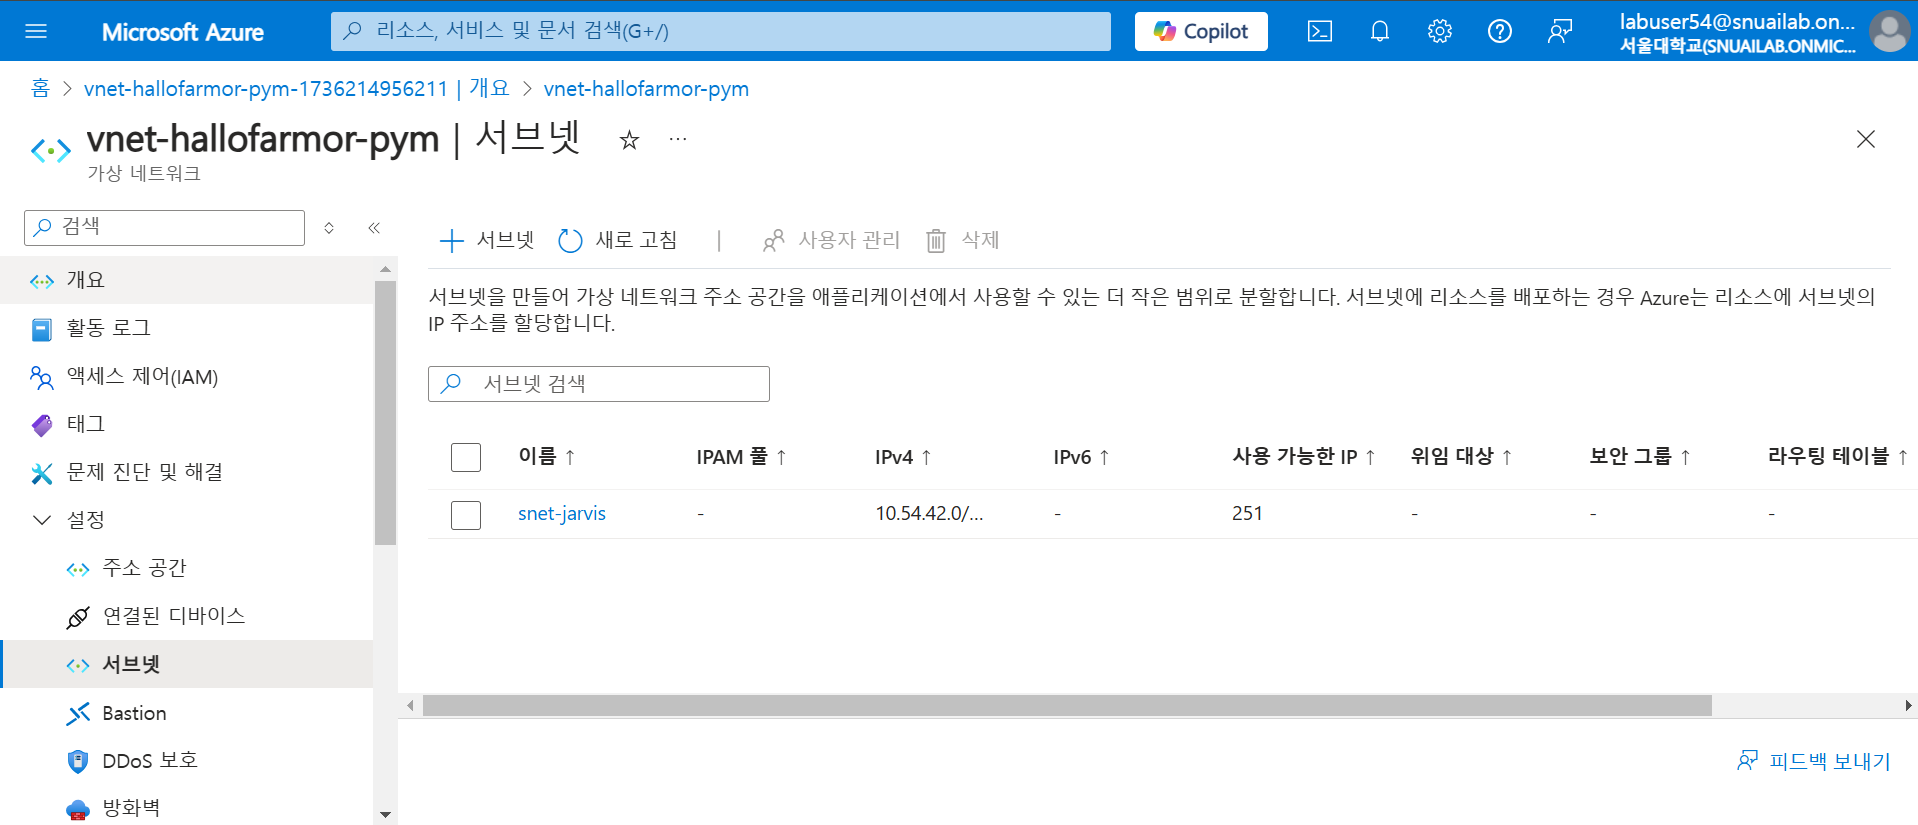 Microsoft Azure
리소스, 서비스 및 문서 검색(G+/)
Copilot
labuser54@snuailab.on...
서울대학교(SNUAILAB.ONMIC...
홈 > vnet-hallofarmor-pym-1736214956211 | 개요 > vnet-hallofarmor-pym
vnet-hallofarmor-pym | 서브넷
가상 네트워크
검색
개요
활동 로그
액세스 제어(IAM)
태그
문제 진단 및 해결
설정
주소 공간
연결된 디바이스
서브넷
Bastion
DDoS 보호
방화벽
서브넷 새로 고침 | 사용자 관리 삭제
서브넷을 만들어 가상 네트워크 주소 공간을 애플리케이션에서 사용할 수 있는 더 작은 범위로 분할합니다. 서브넷에 리소스를 배포하는 경우 Azure는 리소스에 서브넷의
IP 주소를 할당합니다.
서브넷 검색
이름 ↑ IPAM 풀 ↑ IPv4 ↑ IPv6 ↑ 사용 가능한 IP ↑ 위임 대상 ↑ 보안 그룹 ↑ 라우팅 테이블 ↑
snet-jarvis - 10.54.42.0/... - 251 - - -
피드백 보내기